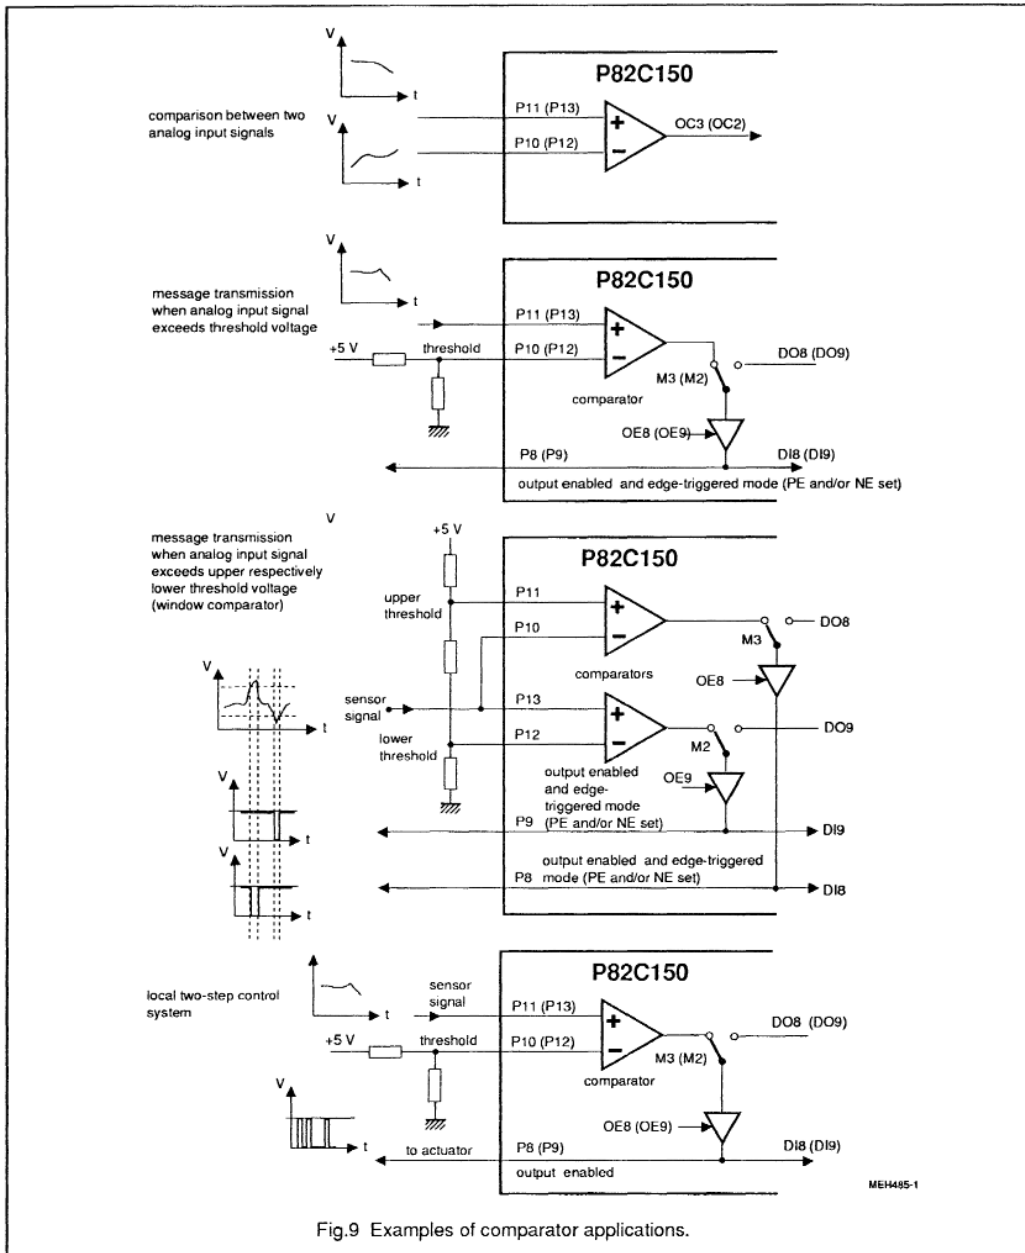 V
t
comparison between two
analog input signals
V
t
P82C150
P11 (P13)
P10 (P12)
+
−
OC3 (OC2)
V
t
message transmission
when analog input signal
exceeds threshold voltage
+5 V
threshold
P82C150
P11 (P13)
P10 (P12)
+
−
comparator
M3 (M2)
DO8 (DO9)
OE8 (OE9)
P8 (P9)
DI8 (DI9)
output enabled and edge-triggered mode (PE and/or NE set)
V
message transmission
when analog input signal
exceeds upper respectively
lower threshold voltage
(window comparator)
+5 V
upper
threshold
P82C150
P11
P10
+
−
M3
DO8
OE8
comparators
V
t
sensor
signal
P13
P12
+
−
lower
threshold
M2
DO9
OE9
output enabled
and edge-
triggered mode
(PE and/or NE set)
P9
DI9
V
t
output enabled and edge-triggered
mode (PE and/or NE set)
P8
DI8
V
t
local two-step control
system
t
sensor
signal
P82C150
P11 (P13)
P10 (P12)
+
−
+5 V
threshold
comparator
M3 (M2)
DO8 (DO9)
OE8 (OE9)
V
t
to actuator
P8 (P9)
DI8 (DI9)
output enabled
MEH485-1
Fig.9 Examples of comparator applications.